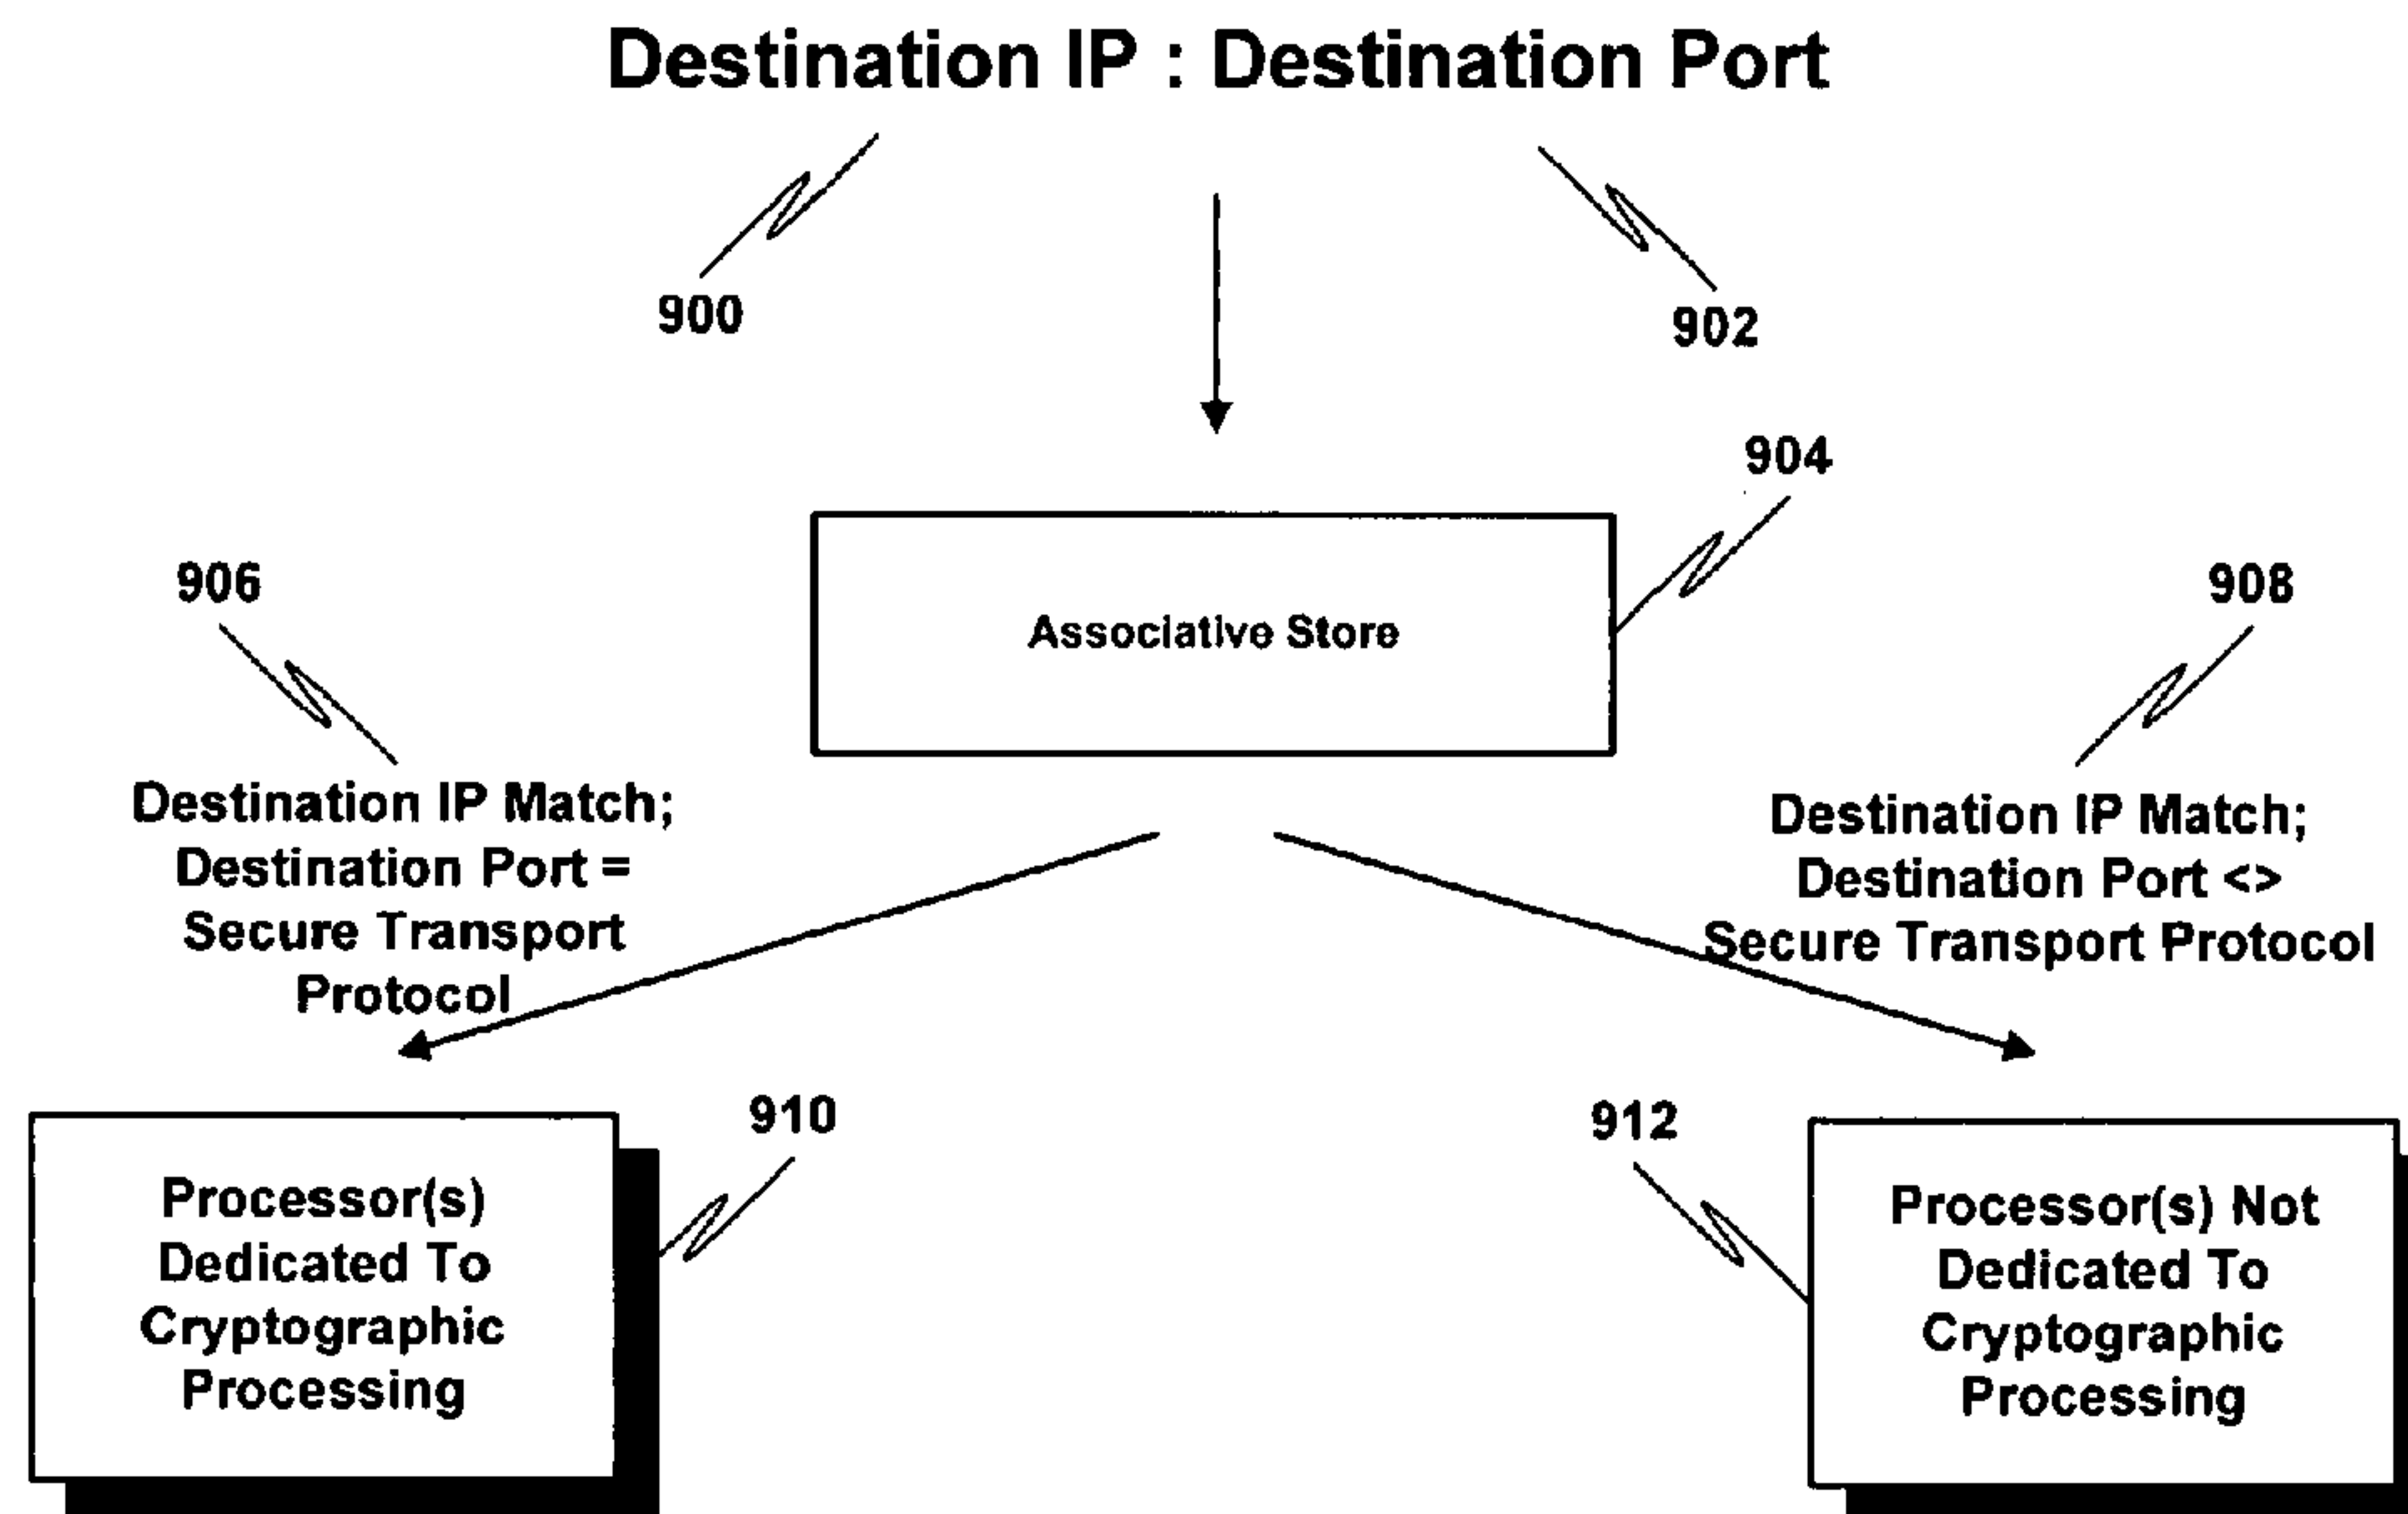 Destination IP : Destination Port
900
902
904
Associative Store
906
908
Destination IP Match;
Destination Port =
Secure Transport
Protocol
Destination IP Match;
Destination Port <>
Secure Transport Protocol
910
912
Processor(s)
Dedicated To
Cryptographic
Processing
Processor(s) Not
Dedicated To
Cryptographic
Processing